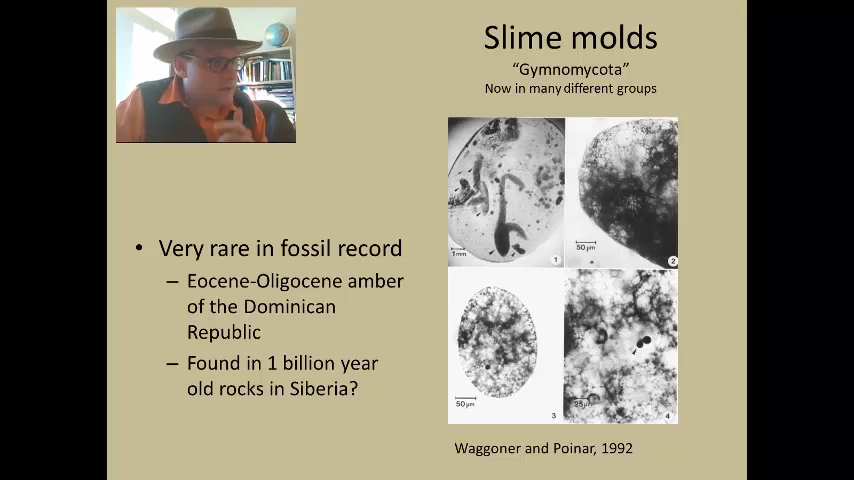 Slime molds
“Gymnomycota”
Now in many different groups
• Very rare in fossil record
– Eocene-Oligocene amber
of the Dominican
Republic
– Found in 1 billion year
old rocks in Siberia?
1mm
1
50 µm
2
50 µm
3
25 µm
4
Waggoner and Poinar, 1992